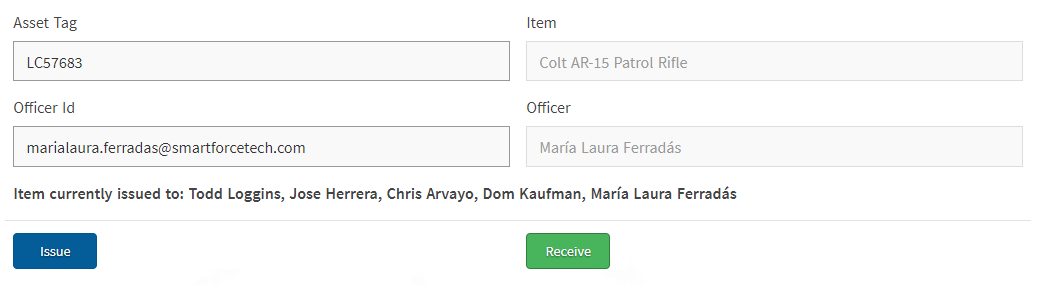 Asset Tag
Item
LC57683
Colt AR-15 Patrol Rifle
Officer Id
Officer
marialaura.ferradas@smartforcetech.com
María Laura Ferradás
Item currently issued to: Todd Loggins, Jose Herrera, Chris Arvayo, Dom Kaufman, María Laura Ferradás
Issue
Receive